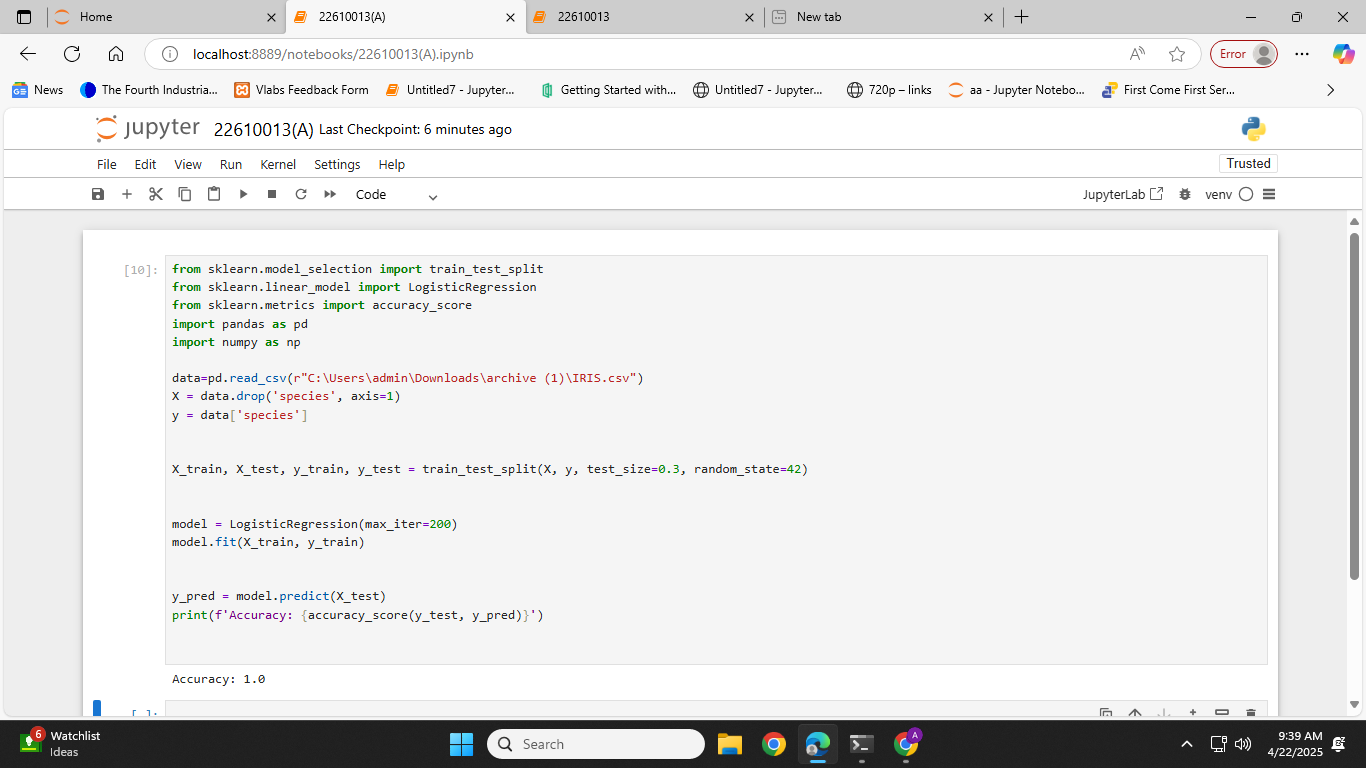 Home
22610013(A)
22610013
New tab
localhost:8889/notebooks/22610013(A).ipynb
Error
News
The Fourth Industria...
Vlabs Feedback Form
Untitled7 - Jupyter...
Getting Started with...
Untitled7 - Jupyter...
720p – links
aa - Jupyter Notebo...
First Come First Ser...
jupyter 22610013(A) Last Checkpoint: 6 minutes ago
File Edit View Run Kernel Settings Help
Trusted
Code
JupyterLab
venv
[10]:
from sklearn.model_selection import train_test_split
from sklearn.linear_model import LogisticRegression
from sklearn.metrics import accuracy_score
import pandas as pd
import numpy as np
data=pd.read_csv(r"C:\Users\admin\Downloads\archive (1)\IRIS.csv")
X = data.drop('species', axis=1)
y = data['species']
X_train, X_test, y_train, y_test = train_test_split(X, y, test_size=0.3, random_state=42)
model = LogisticRegression(max_iter=200)
model.fit(X_train, y_train)
y_pred = model.predict(X_test)
print(f'Accuracy: {accuracy_score(y_test, y_pred)}')
Accuracy: 1.0
[ ]:
6
Watchlist
Ideas
Search
A
9:39 AM
4/22/2025